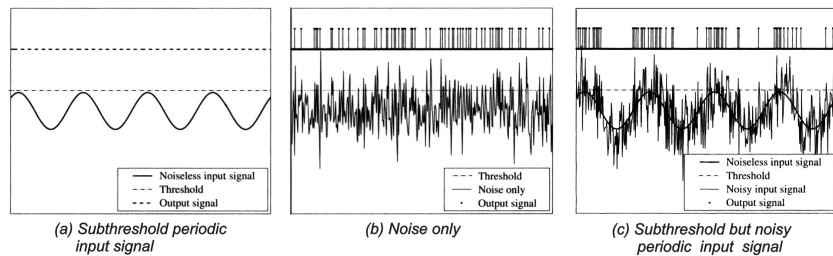 Noiseless input signal
Threshold
Output signal
(a) Subthreshold periodic
input signal
Threshold
Noise only
Output signal
(b) Noise only
Noiseless input signal
Threshold
Noisy input signal
Output signal
(c) Subthreshold but noisy
periodic input signal